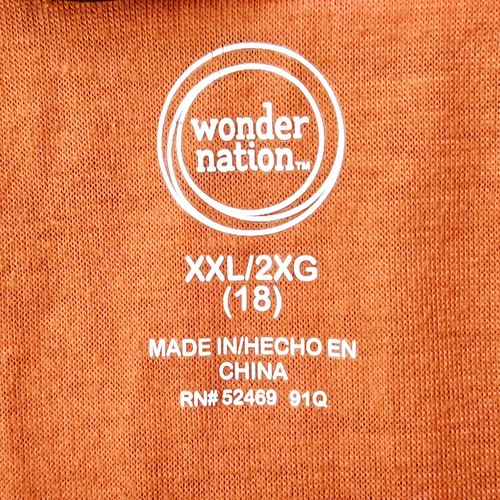 wonder
nation™
XXL/2XG
(18)
MADE IN/HECHO EN
CHINA
RN# 52469 91Q